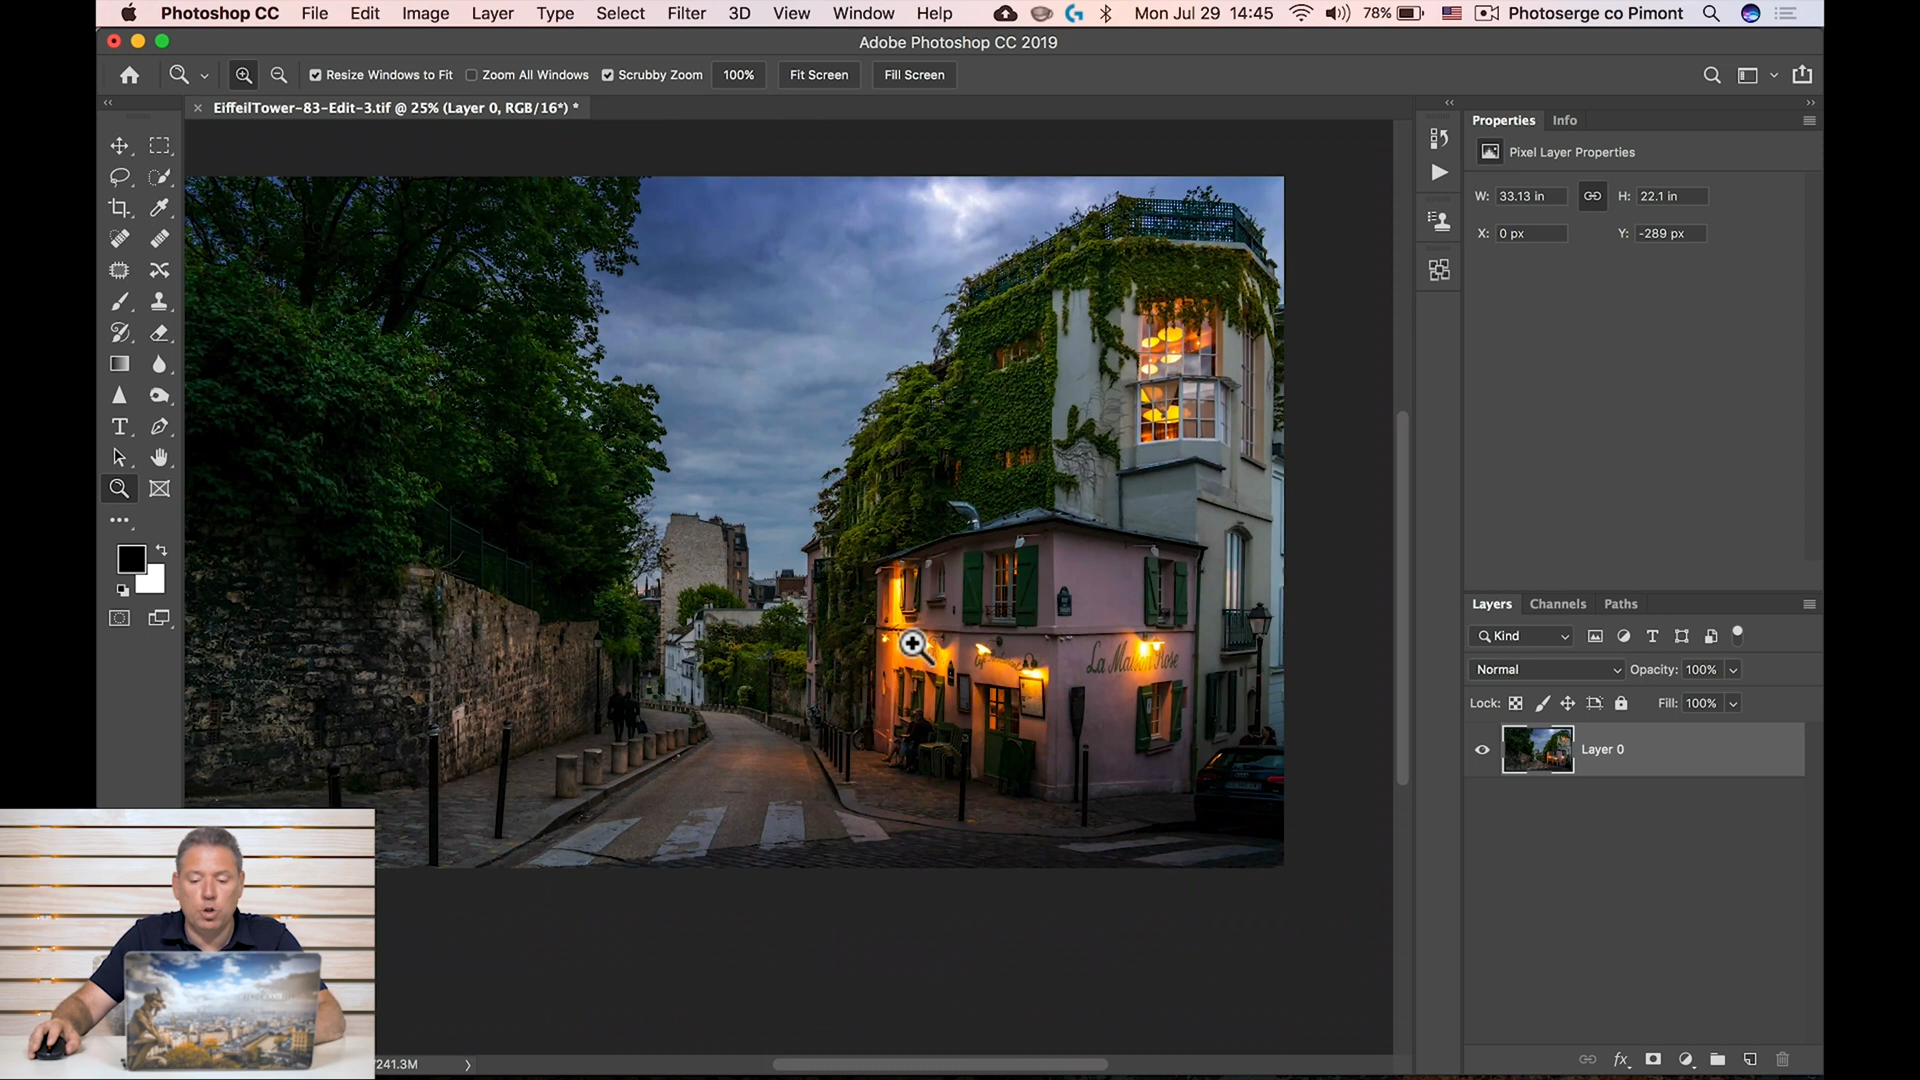 Photoshop CC File Edit Image Layer Type Select Filter 3D View Window Help Mon Jul 29 14:45 78% Photoserge co Pimont
Adobe Photoshop CC 2019
Resize Windows to Fit Zoom All Windows Scrubby Zoom 100% Fit Screen Fill Screen
EiffeilTower-83-Edit-3.tif @ 25% (Layer 0, RGB/16*) *
Properties Info
Pixel Layer Properties
W: 33.13 in H: 22.1 in
X: 0 px Y: -289 px
Layers Channels Paths
Kind
Normal Opacity: 100%
Lock: Fill: 100%
Layer 0
La Maison Rose
241.3M